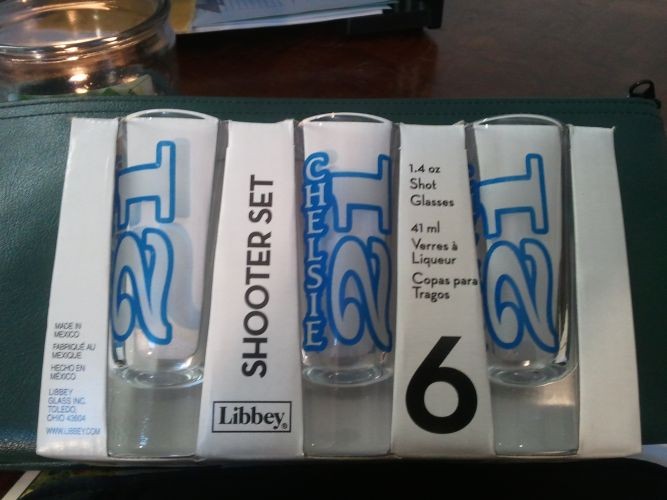 21
MADE IN
MEXICO
FABRIQUÉ AU
MEXIQUE
HECHO EN
MÉXICO
LIBBEY
GLASS INC.
TOLEDO,
OHIO 43604
WWW.LIBBEY.COM
SHOOTER SET
Libbey®
CHELSIE
21
1.4 oz
Shot
Glasses
41 ml
Verres à
Liqueur
Copas para
Tragos
6
21